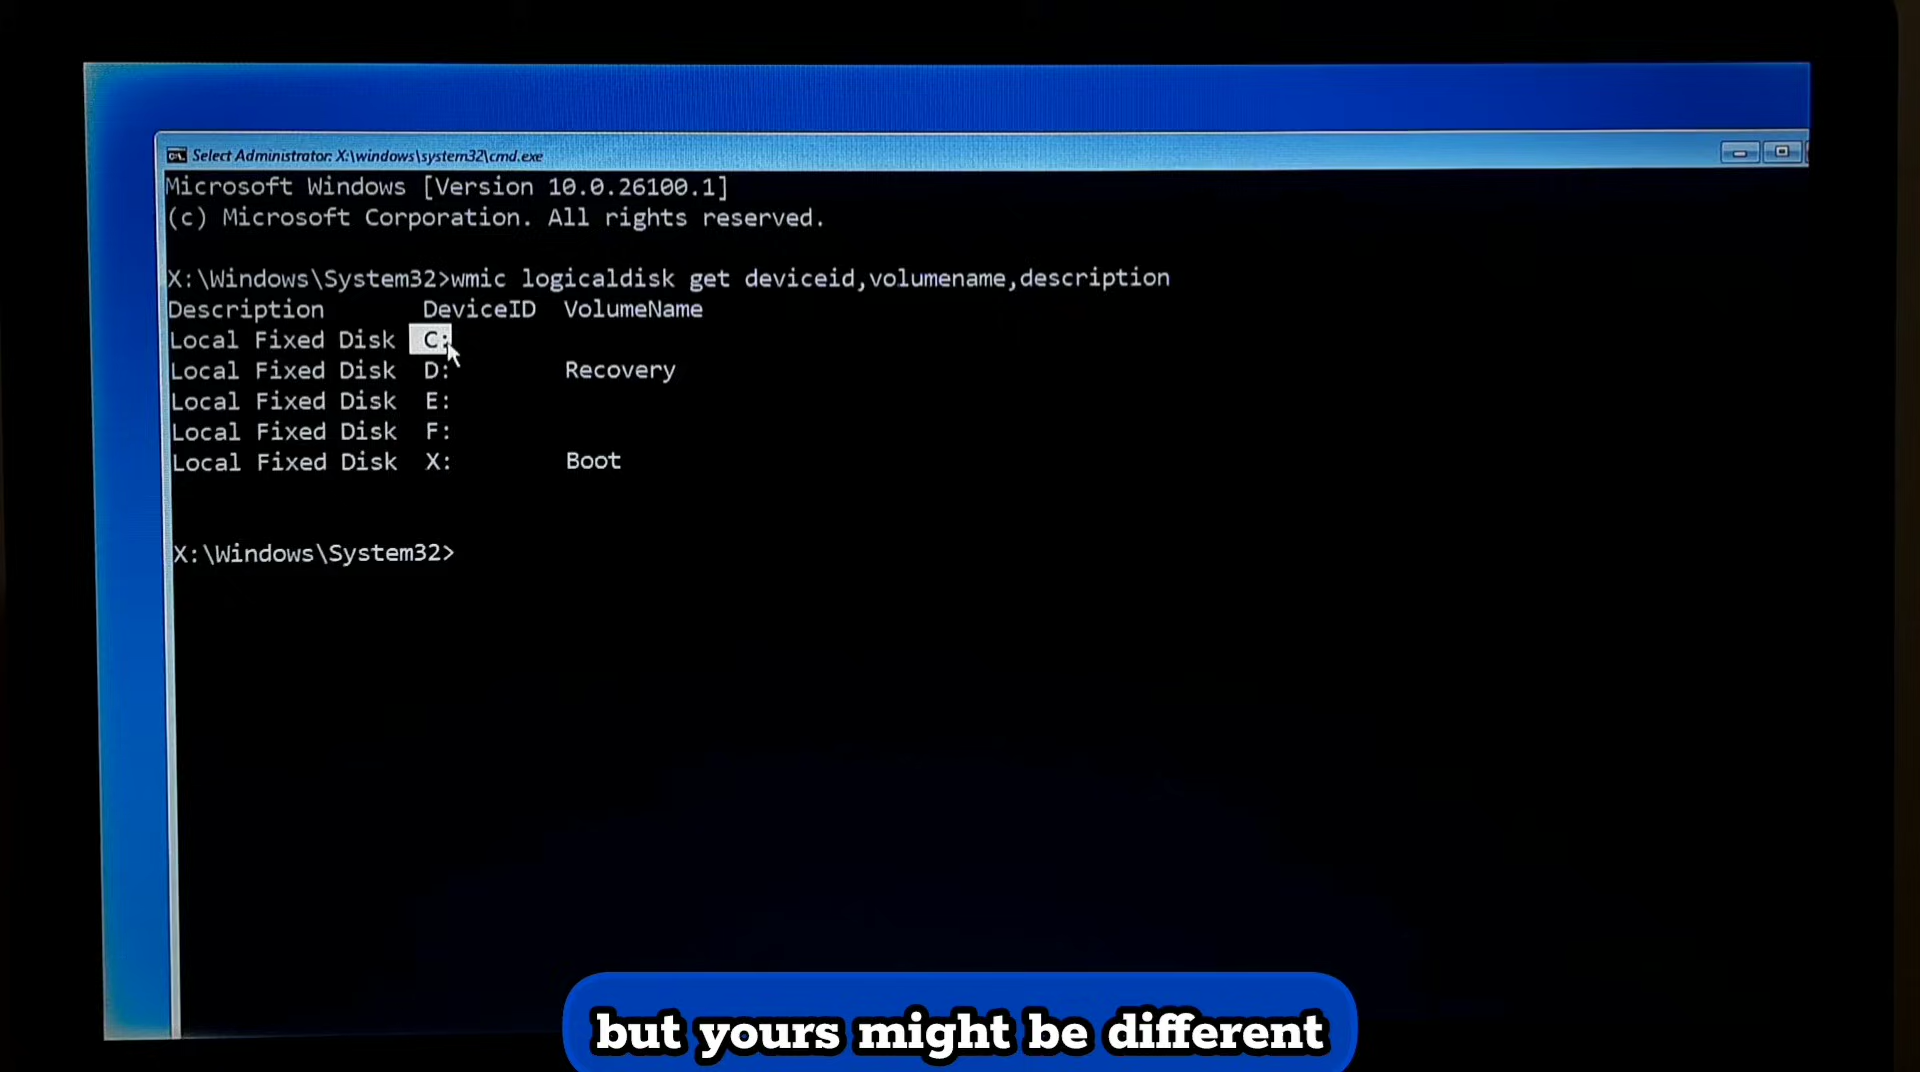 Select Administrator: X:\windows\system32\cmd.exe
Microsoft Windows [Version 10.0.26100.1]
(c) Microsoft Corporation. All rights reserved.
X:\Windows\System32>wmic logicaldisk get deviceid,volumename,description
Description DeviceID VolumeName
Local Fixed Disk C:
Local Fixed Disk D: Recovery
Local Fixed Disk E:
Local Fixed Disk F:
Local Fixed Disk X: Boot
X:\Windows\System32>
but yours might be different